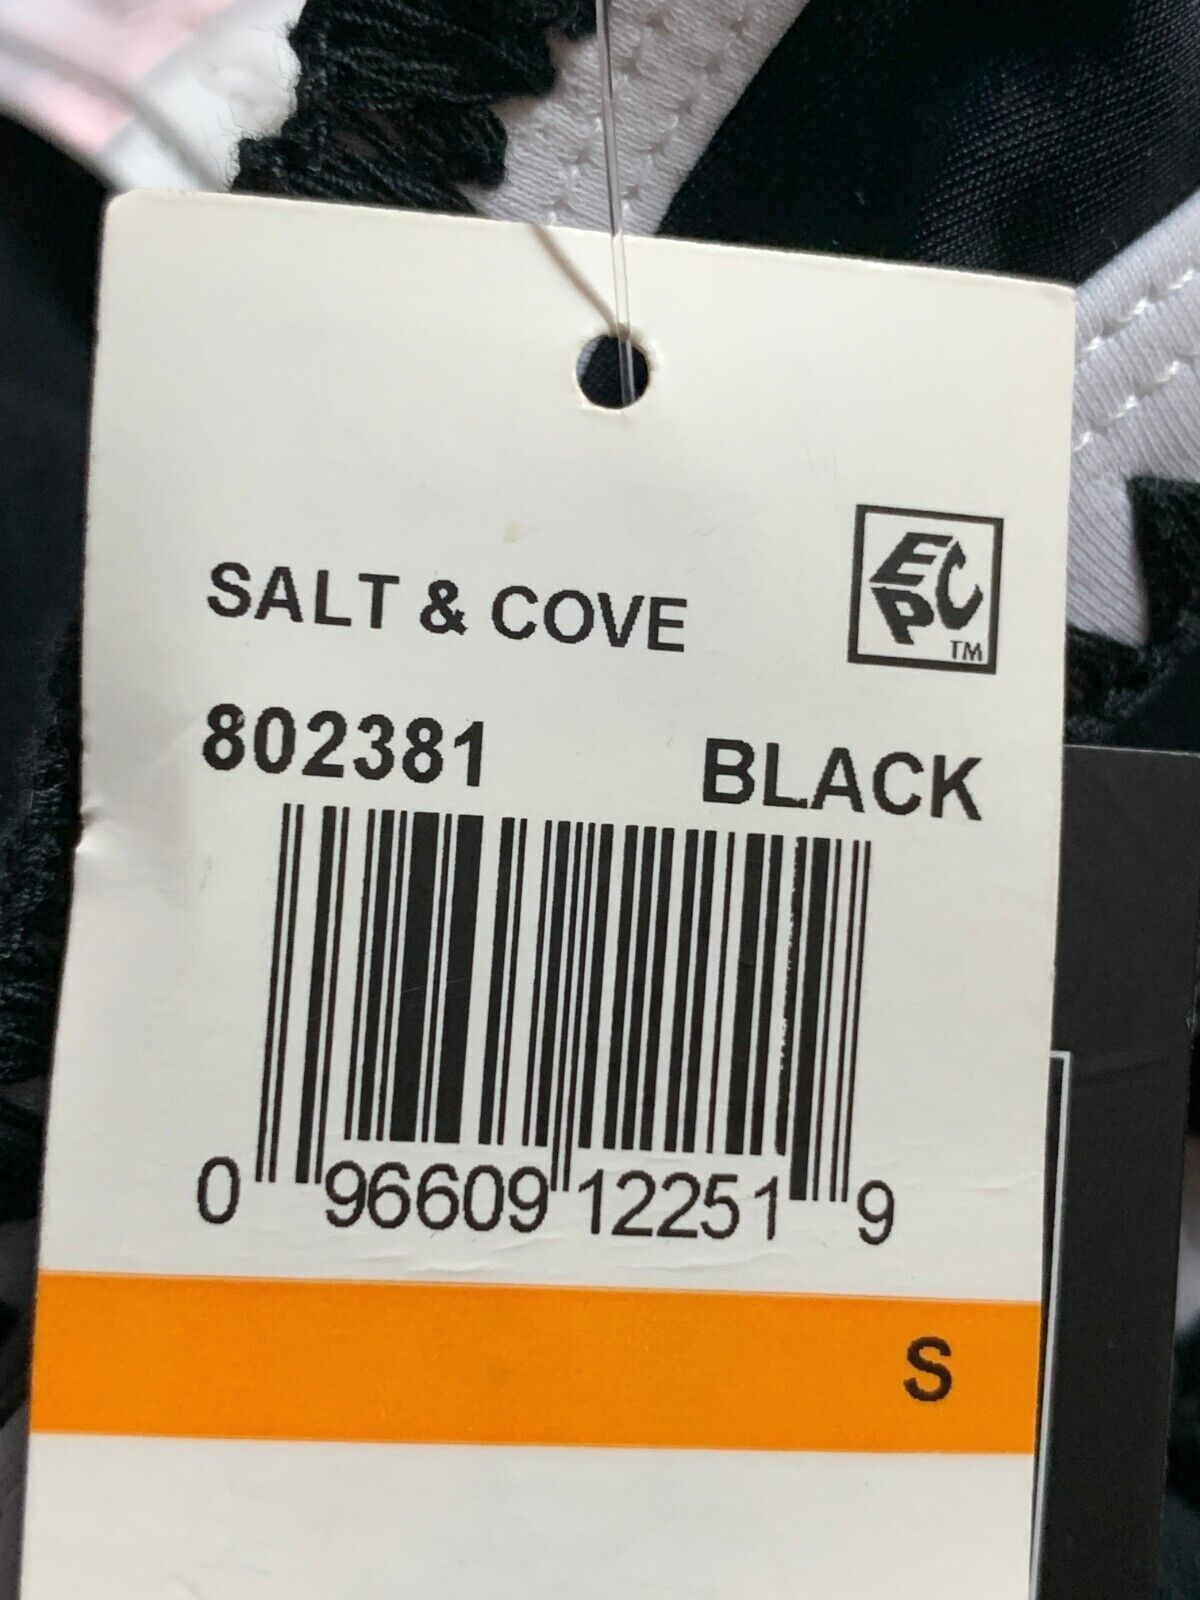 SALT & COVE
EPC
TM
802381 BLACK
0 96609 12251 9
S